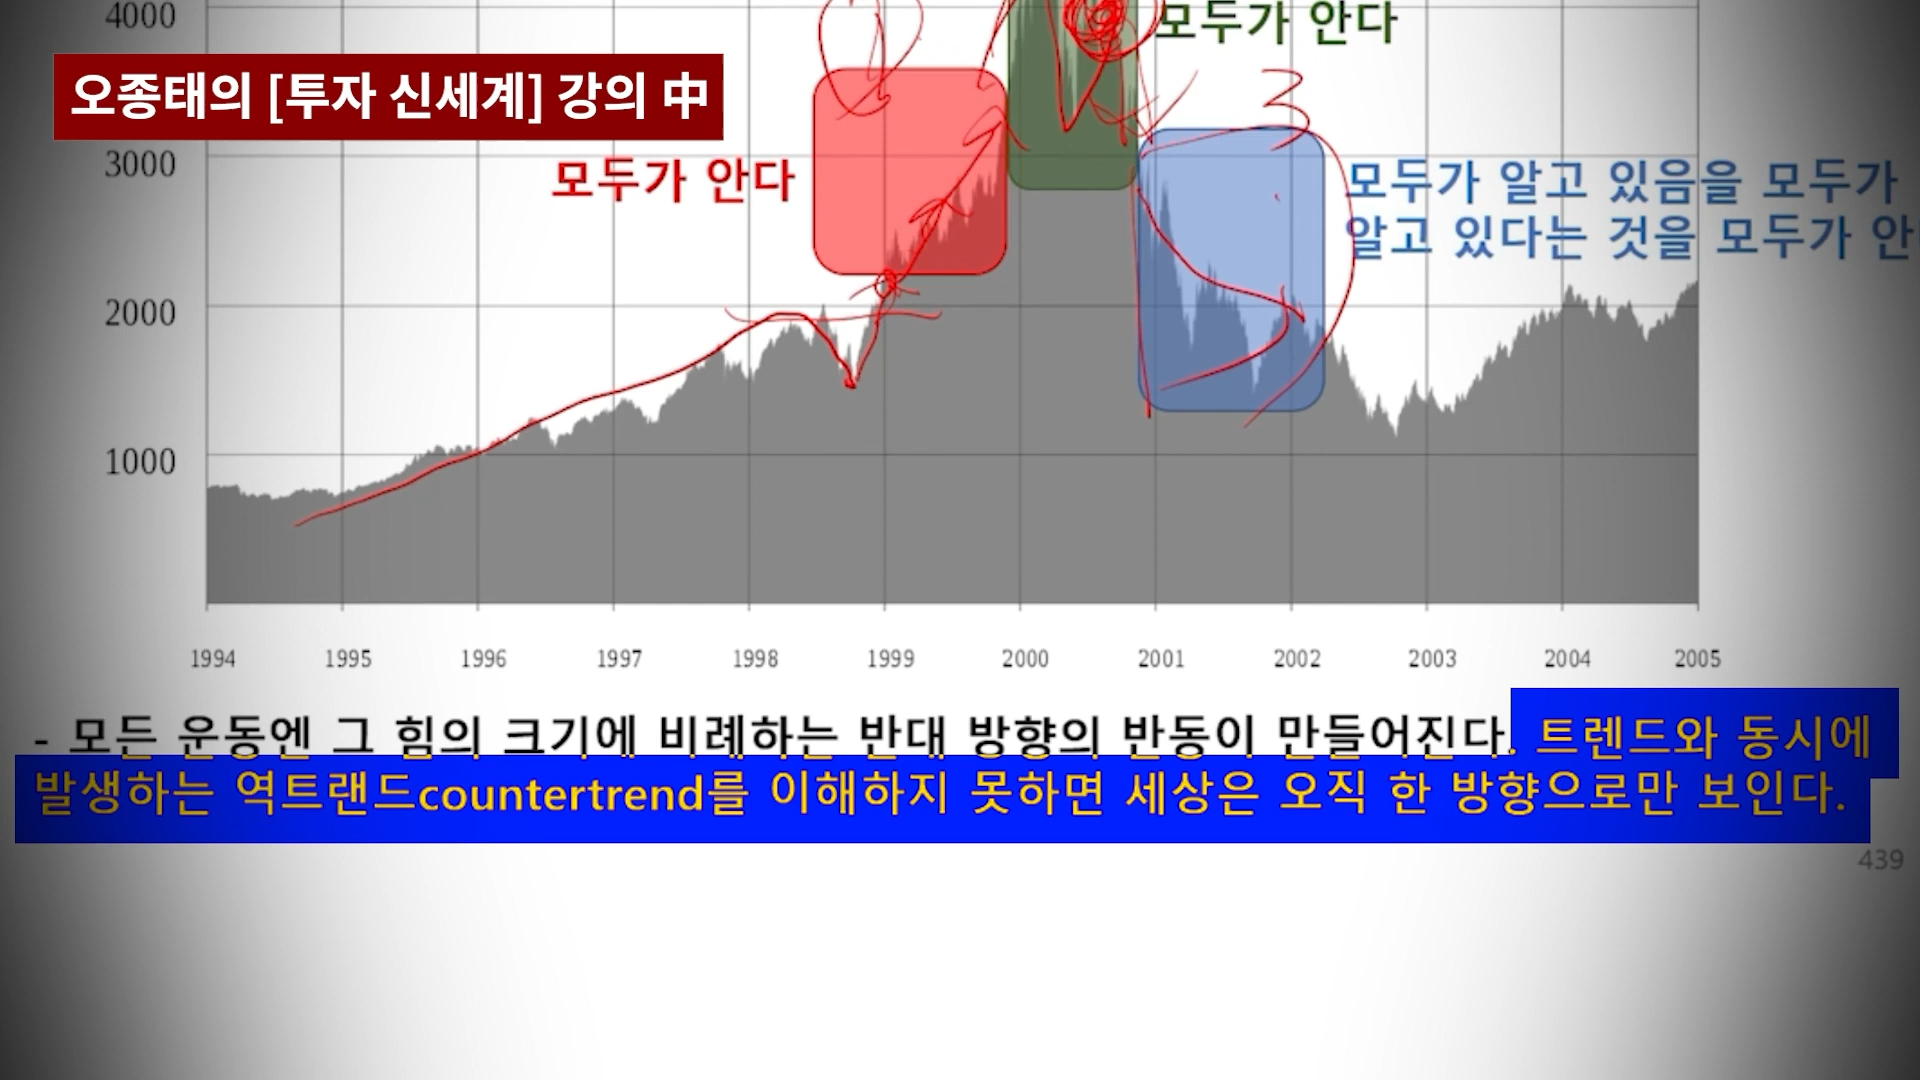 4000
모두가 안다
오종태의 [투자 신세계] 강의 中
3
3000
모두가 안다
모두가 알고 있음을 모두가
알고 있다는 것을 모두가 안
2000
1000
1994 1995 1996 1997 1998 1999 2000 2001 2002 2003 2004 2005
- 모든 운동엔 그 힘의 크기에 비례하는 반대 방향의 반동이 만들어진다. 트렌드와 동시에
발생하는 역트랜드countertrend를 이해하지 못하면 세상은 오직 한 방향으로만 보인다.
439